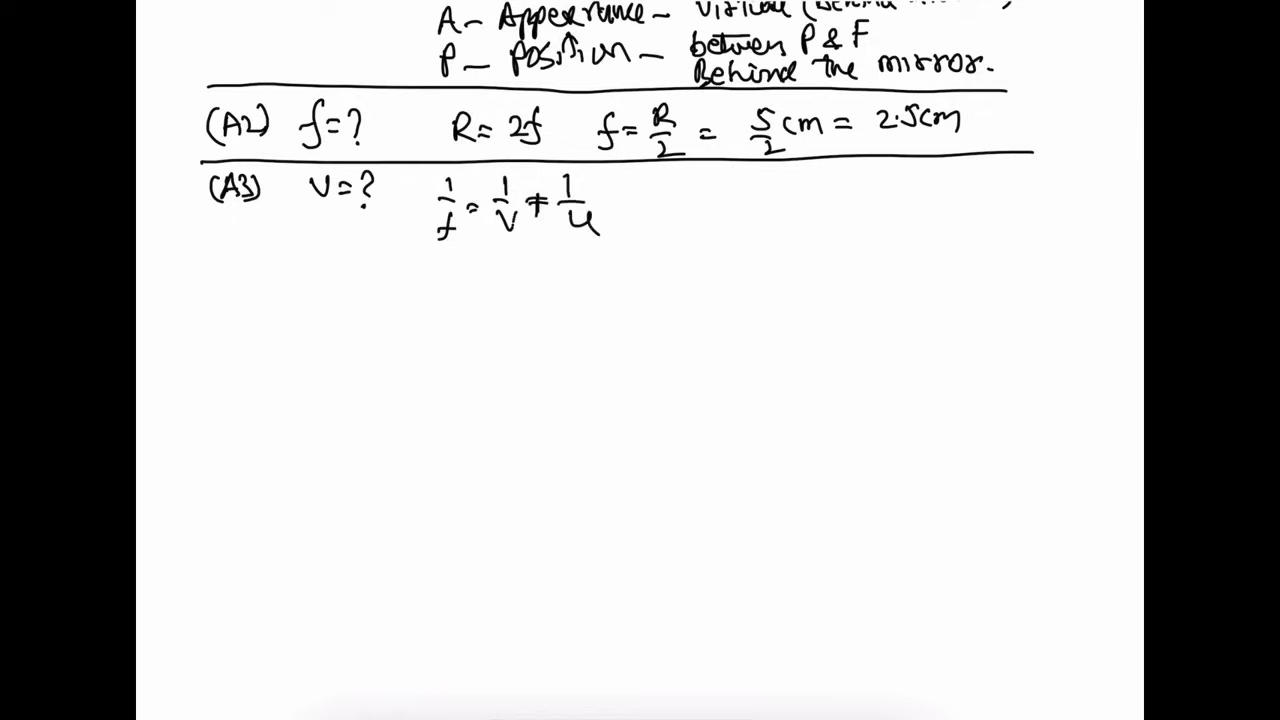 A - Appearance - Virtual (
P - Position - between P & F
Behind the mirror.
(A2) f = ? R = 2f f = R/2 = 5/2 cm = 2.5cm
(A3) v = ? 1/f = 1/v + 1/u